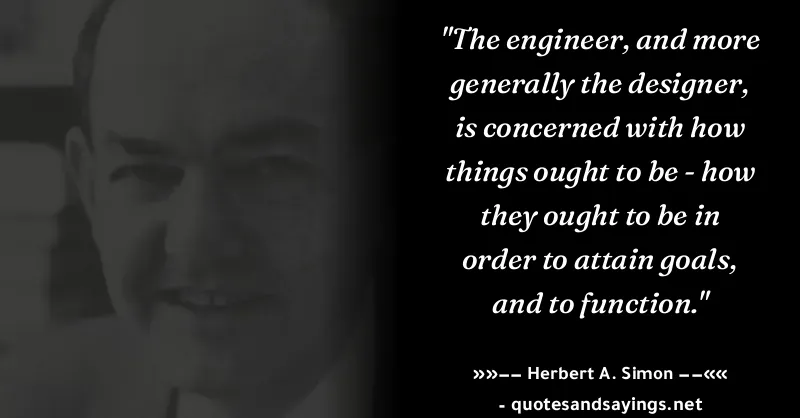 "The engineer, and more
generally the designer,
is concerned with how
things ought to be - how
they ought to be in
order to attain goals,
and to function."
»»−− Herbert A. Simon −−««
- quotesandsayings.net